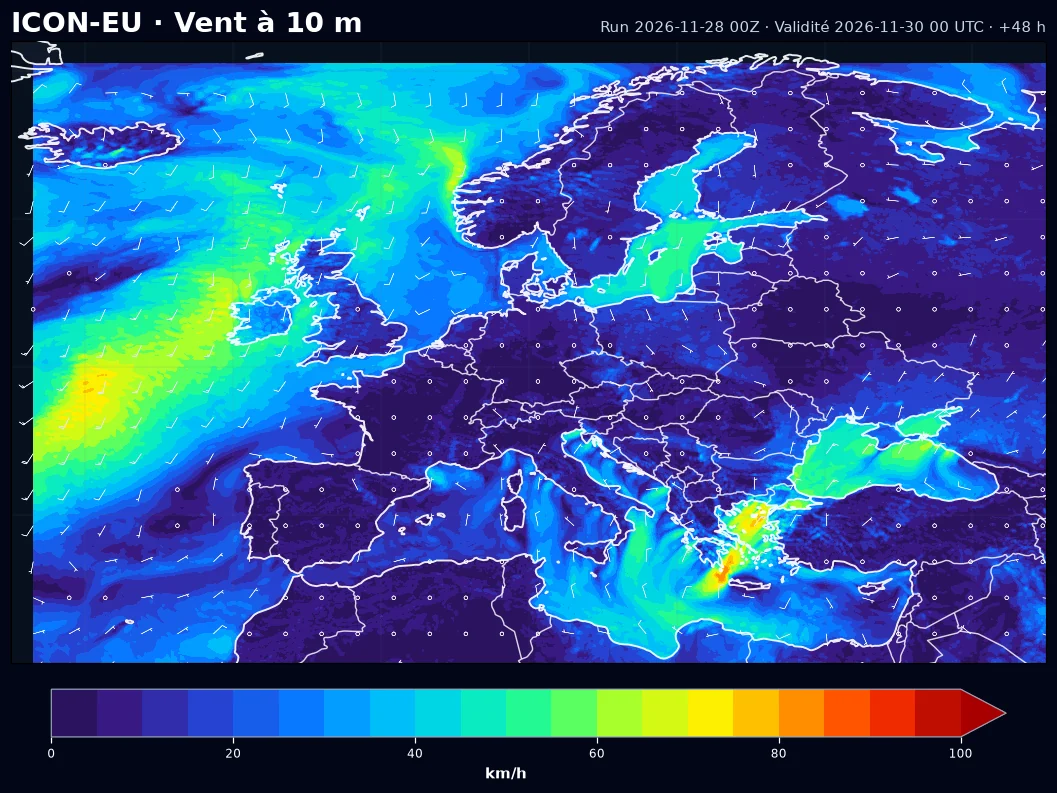 ICON-EU · Vent à 10 m
Run 2026-11-28 00Z · Validité 2026-11-30 00 UTC · +48 h
0 20 40 60 80 100
km/h